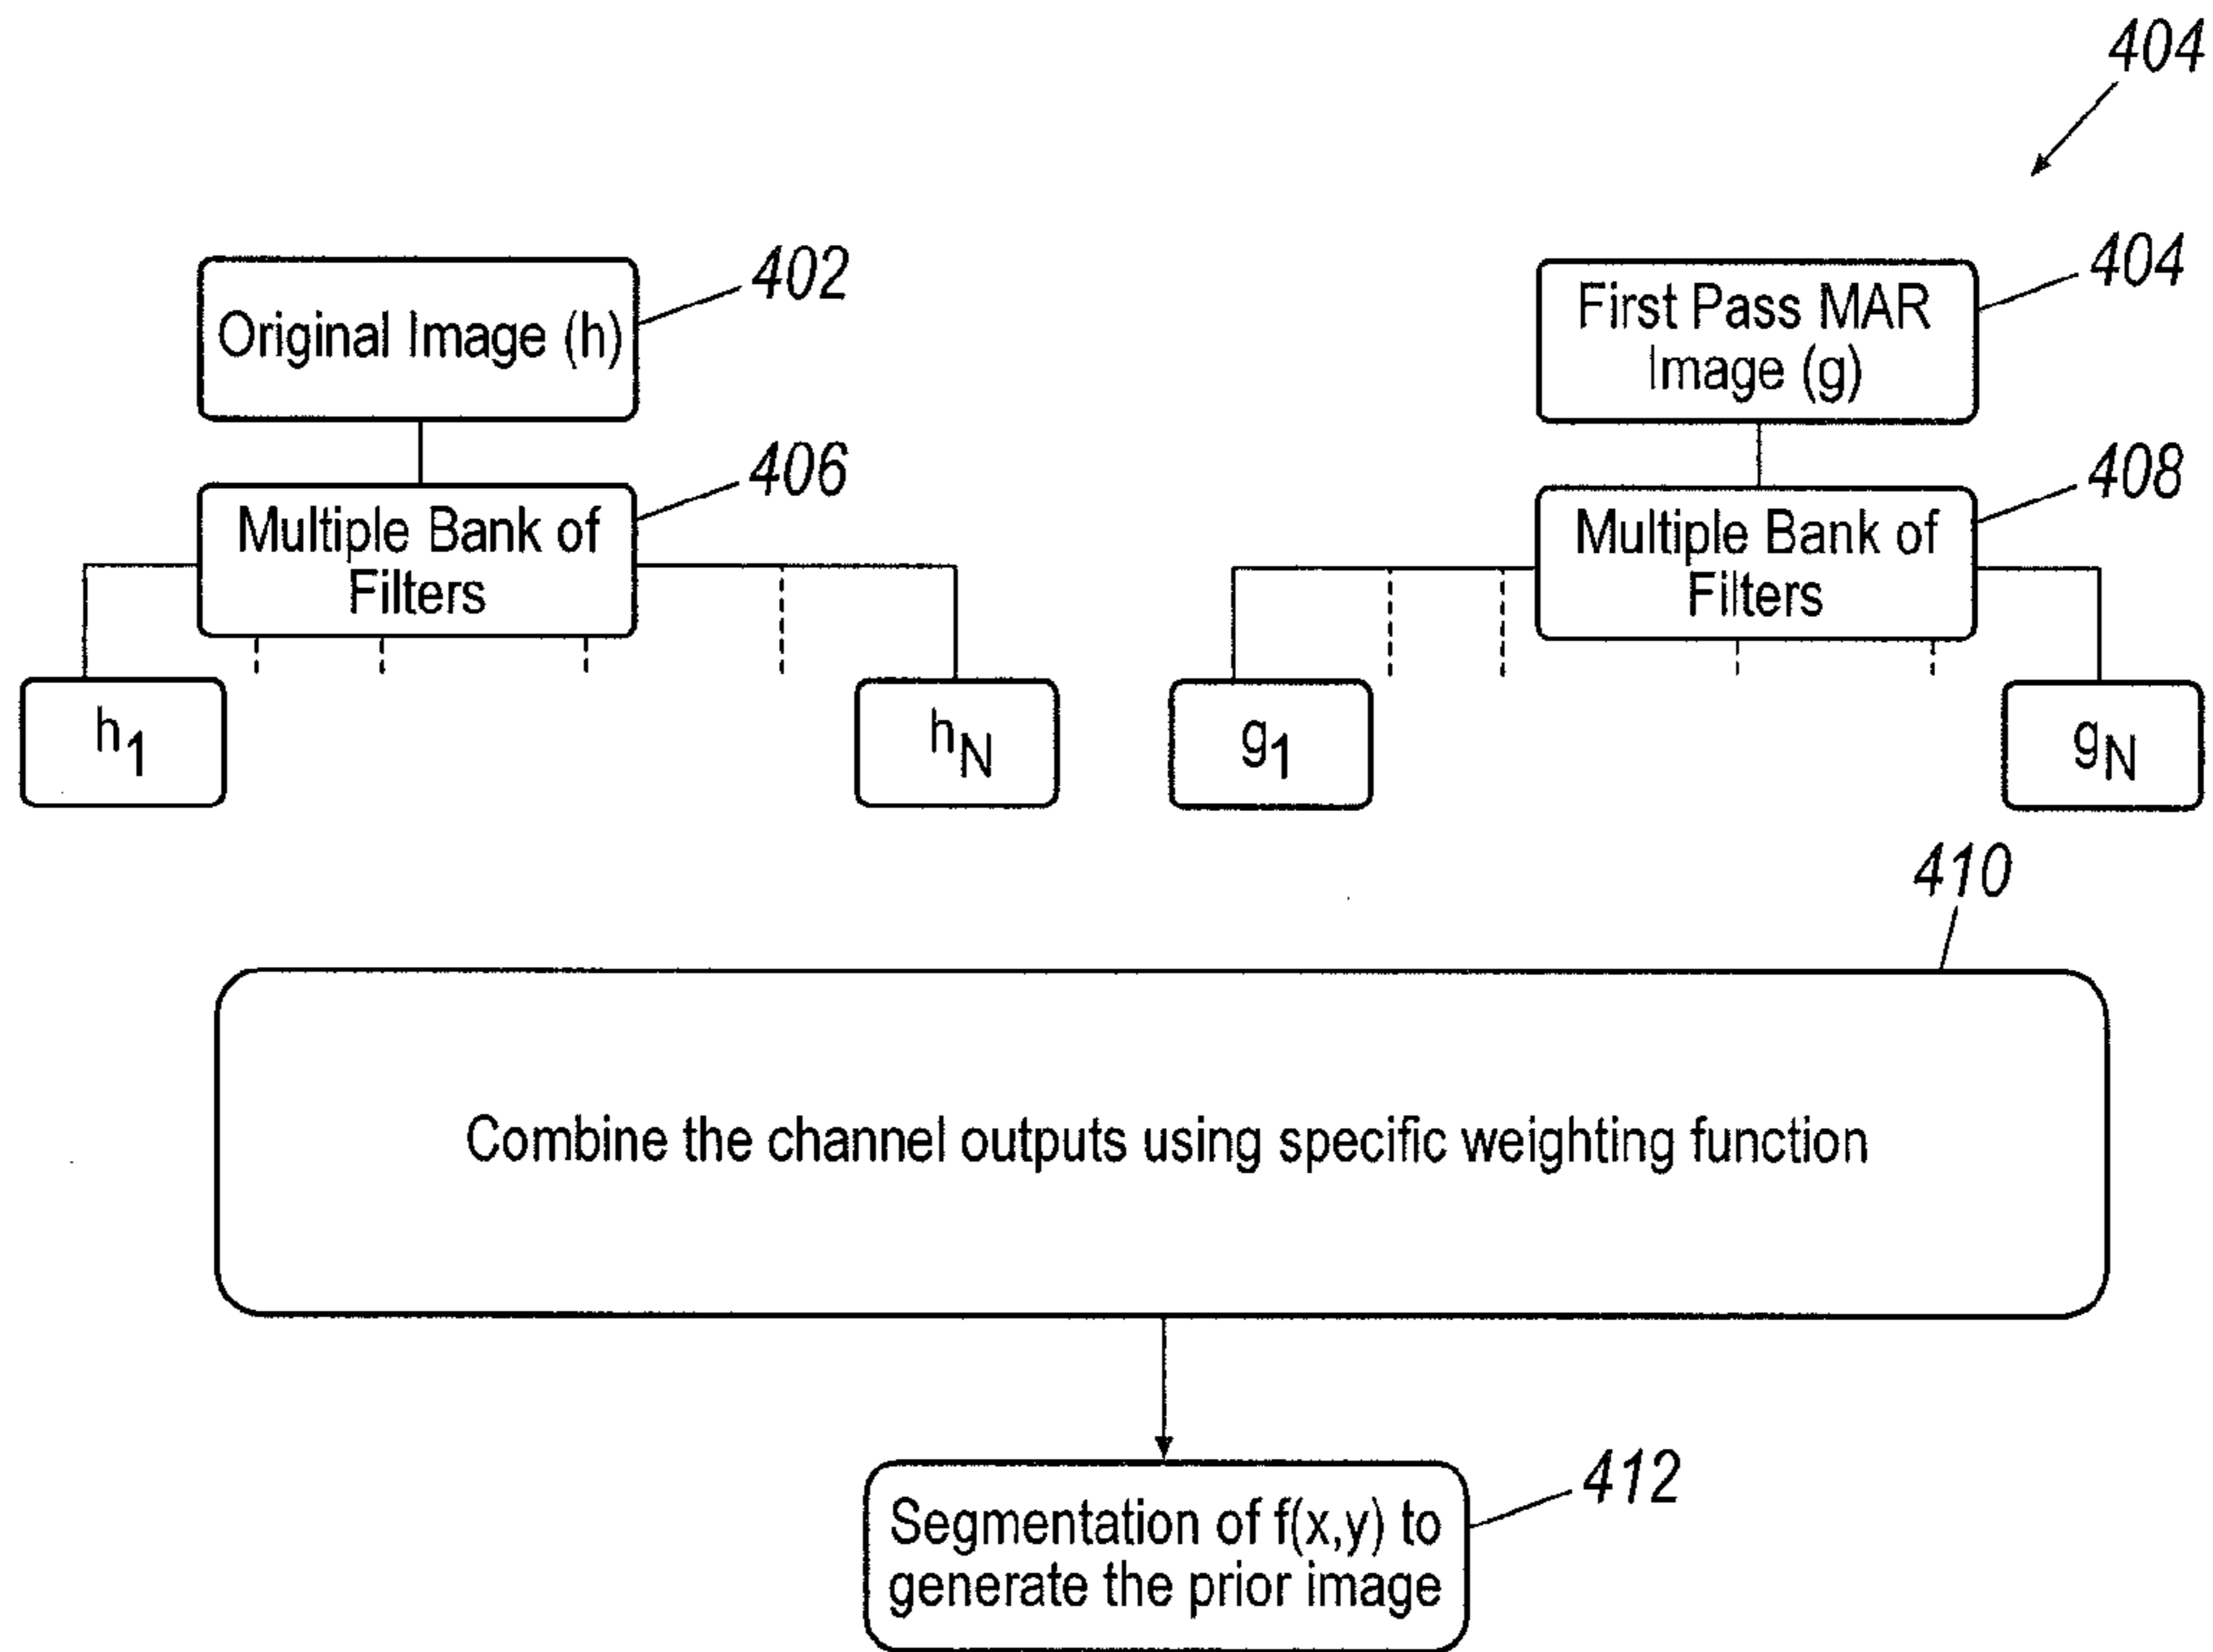 404
402
Original Image (h)
404
First Pass MAR
Image (g)
406
Multiple Bank of
Filters
408
Multiple Bank of
Filters
h1
hN
g1
gN
410
Combine the channel outputs using specific weighting function
412
Segmentation of f(x,y) to
generate the prior image